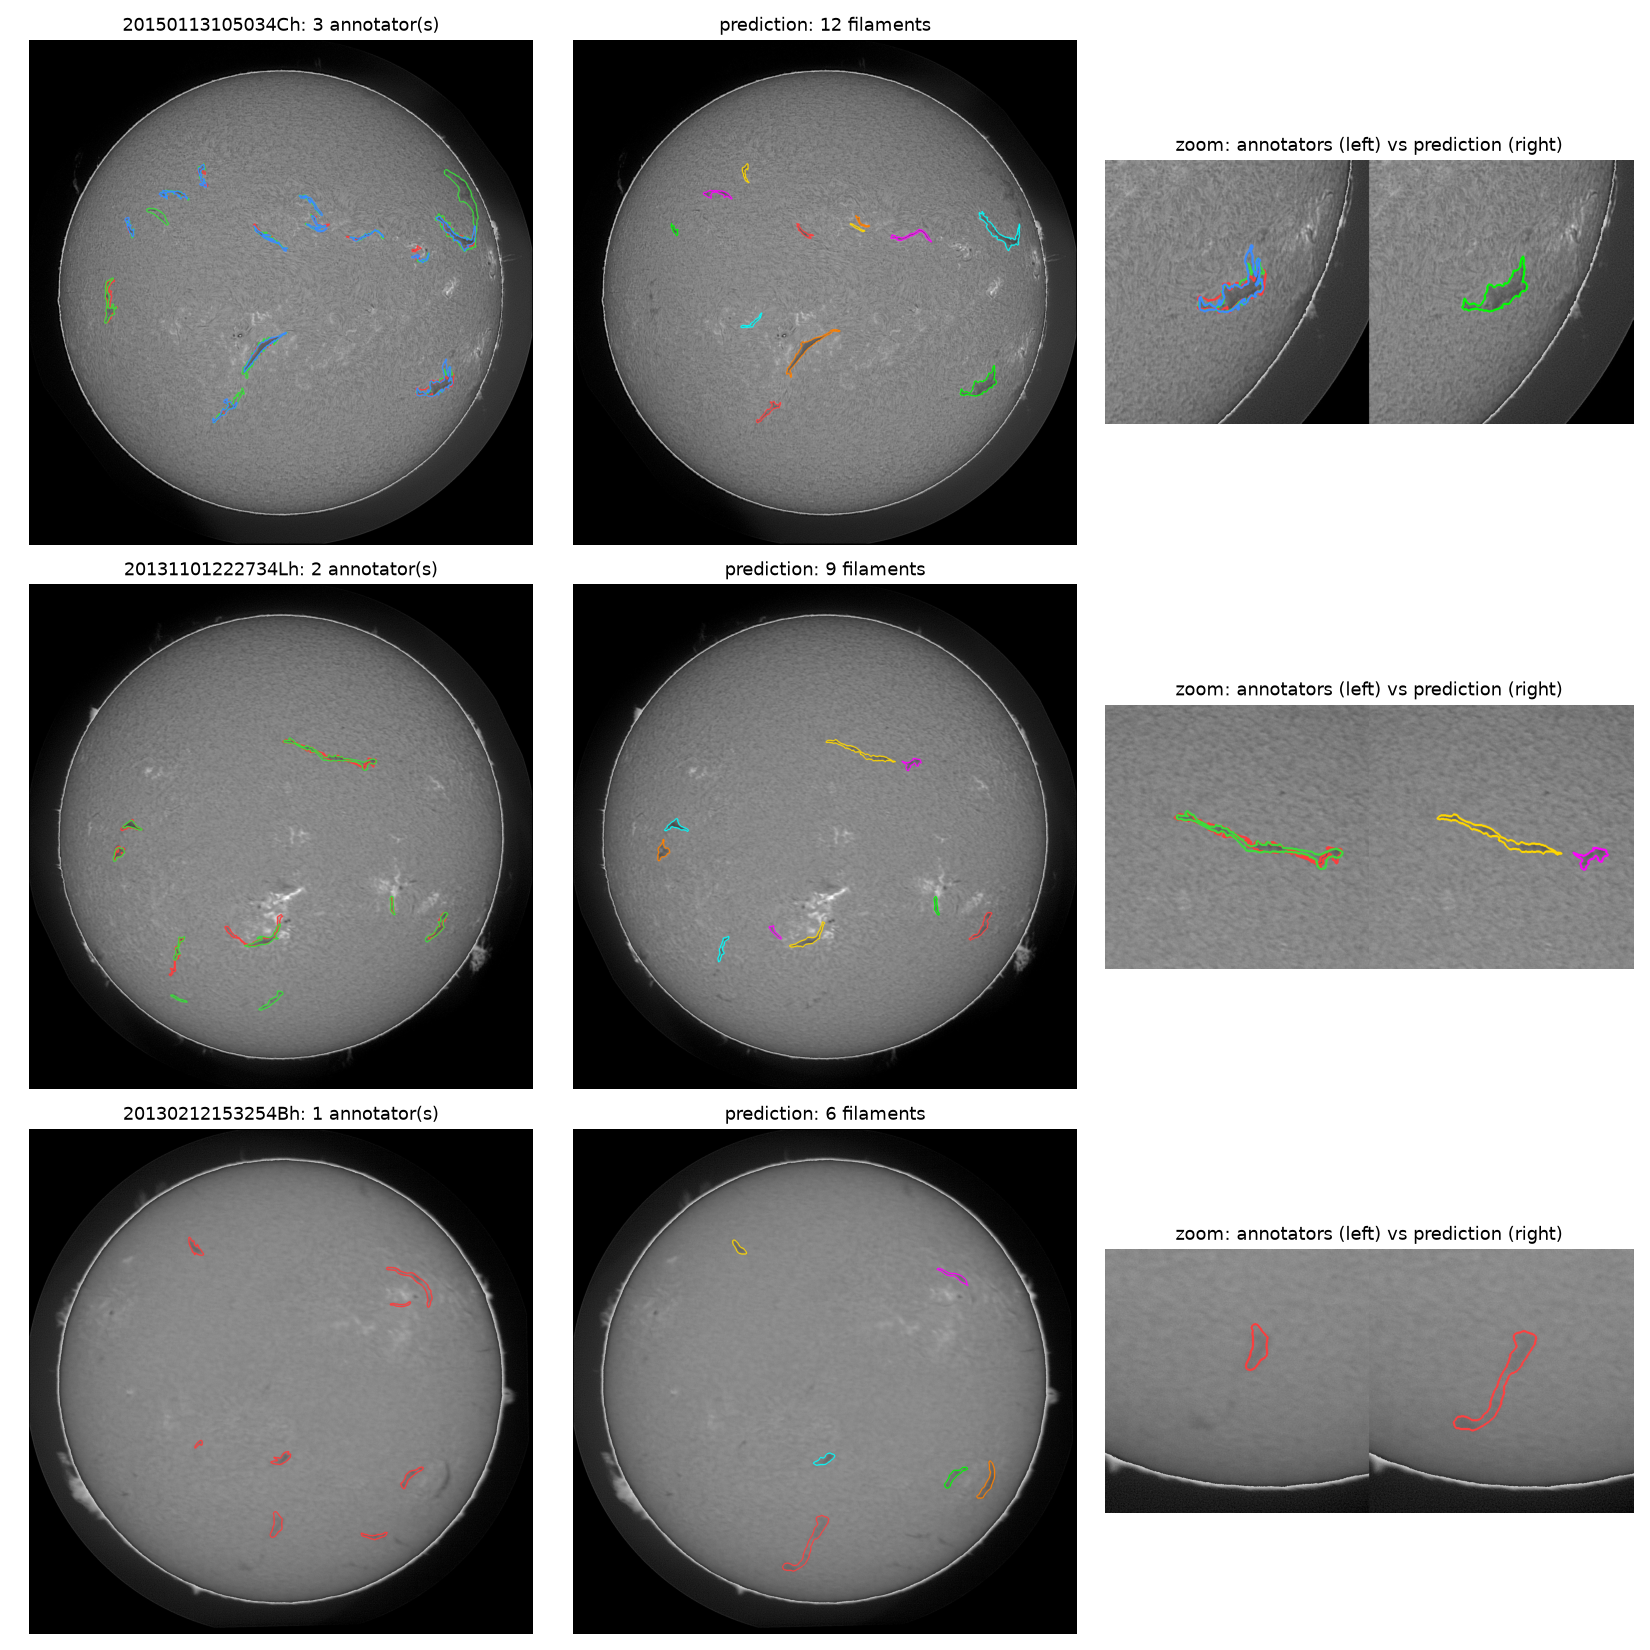 20150113105034Ch: 3 annotator(s)
prediction: 12 filaments
zoom: annotators (left) vs prediction (right)
20131101222734Lh: 2 annotator(s)
prediction: 9 filaments
zoom: annotators (left) vs prediction (right)
20130212153254Bh: 1 annotator(s)
prediction: 6 filaments
zoom: annotators (left) vs prediction (right)